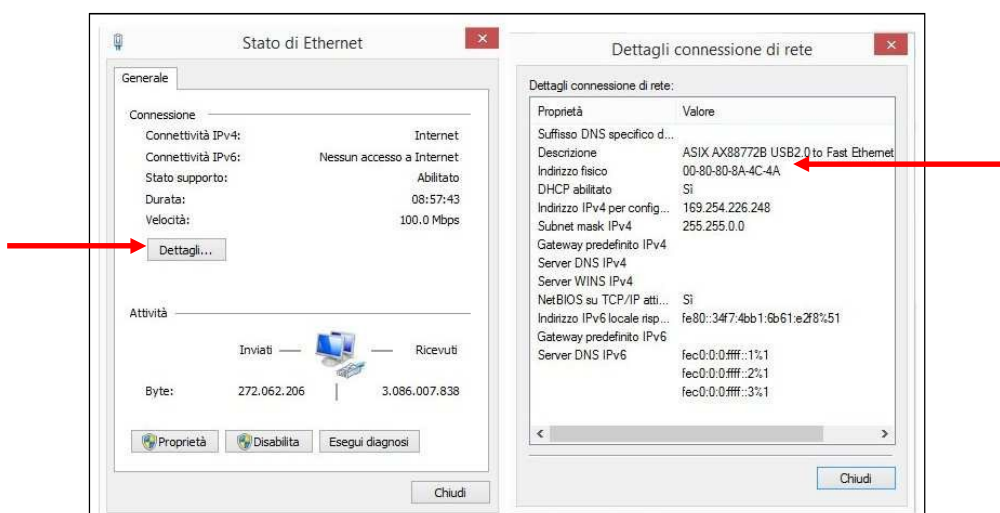 Stato di Ethernet
Generale
Connessione
Connettività IPv4: Internet
Connettività IPv6: Nessun accesso a Internet
Stato supporto: Abilitato
Durata: 08:57:43
Velocità: 100.0 Mbps
Dettagli...
Attività
Inviati Ricevuti
Byte: 272.062.206 3.086.007.838
Proprietà Disabilita Esegui diagnosi
Chiudi
Dettagli connessione di rete
Dettagli connessione di rete:
Proprietà Valore
Suffisso DNS specifico d...
Descrizione ASIX AX88772B USB2.0 to Fast Ethernet
Indirizzo fisico 00-80-80-8A-4C-4A
DHCP abilitato Sì
Indirizzo IPv4 per config... 169.254.226.248
Subnet mask IPv4 255.255.0.0
Gateway predefinito IPv4
Server DNS IPv4
Server WINS IPv4
NetBIOS su TCP/IP atti... Sì
Indirizzo IPv6 locale risp... fe80::34f7:4bb1:6b61:e2f8%51
Gateway predefinito IPv6
Server DNS IPv6 fec0:0:0:ffff::1%1
fec0:0:0:ffff::2%1
fec0:0:0:ffff::3%1
Chiudi